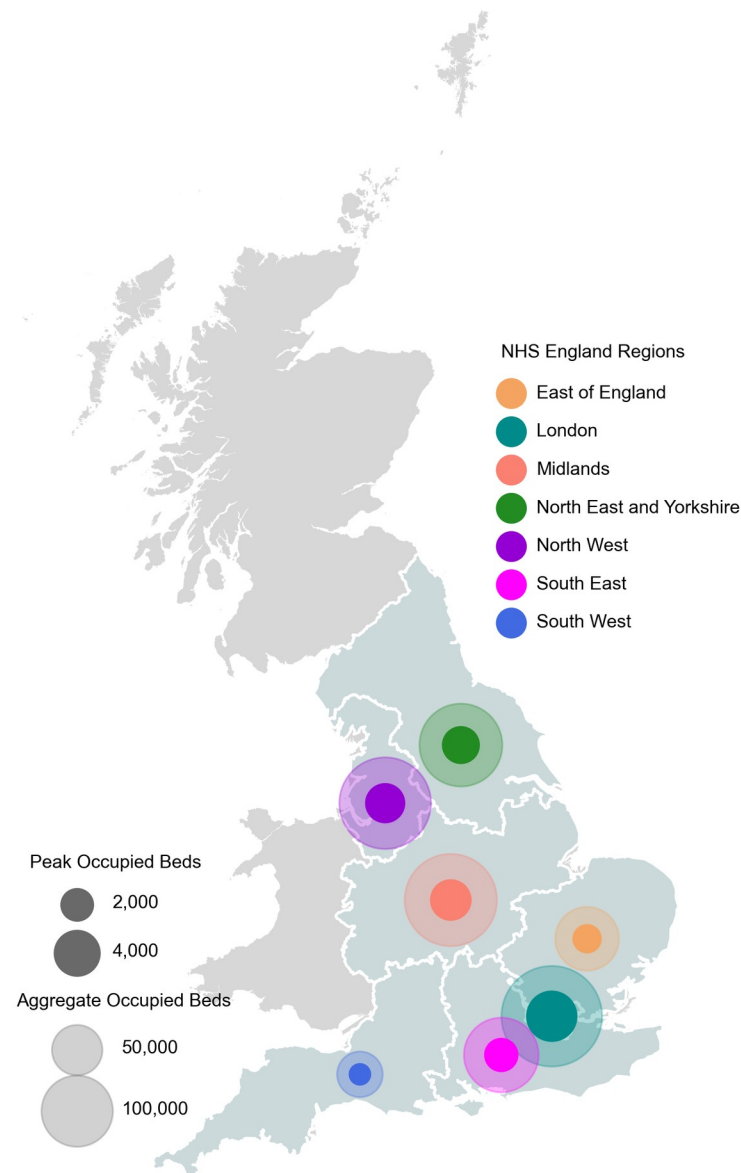 NHS England Regions
East of England
London
Midlands
North East and Yorkshire
North West
South East
South West
Peak Occupied Beds
2,000
4,000
Aggregate Occupied Beds
50,000
100,000